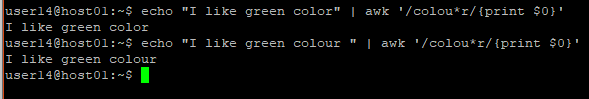 user14@host01:~$ echo "I like green color" | awk '/colou*r/{print $0}'
I like green color
user14@host01:~$ echo "I like green colour " | awk '/colou*r/{print $0}'
I like green colour
user14@host01:~$